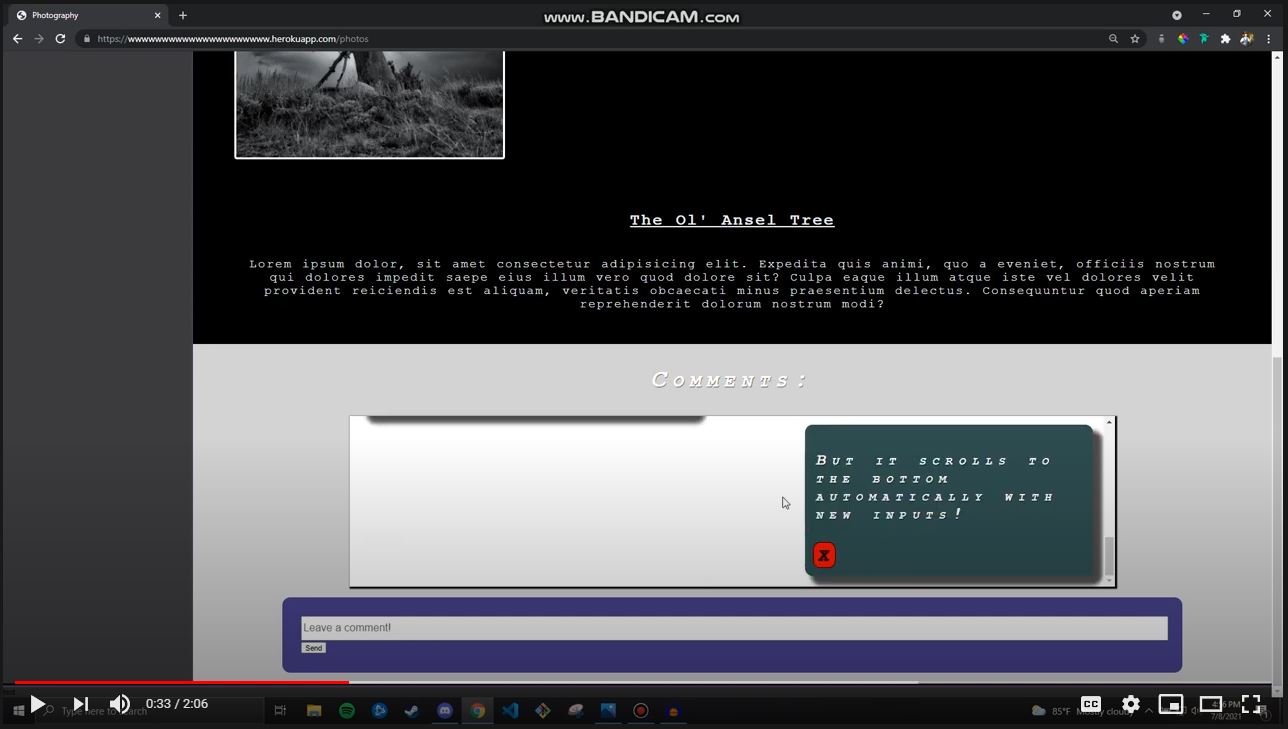 Photography
www.BANDICAM.com
https://wwwwwwwwwwwwwwwwwww.herokuapp.com/photos
The Ol' Ansel Tree
Lorem ipsum dolor, sit amet consectetur adipisicing elit. Expedita quis animi, quo a eveniet, officiis nostrum
qui dolores impedit saepe eius illum vero quod dolore sit? Culpa eaque illum atque iste vel dolores velit
provident reiciendis est aliquam, veritatis obcaecati minus praesentium delectus. Consequuntur quod aperiam
reprehenderit dolorum nostrum modi?
Comments:
But it scrolls to
the bottom
automatically with
new inputs!
X
Leave a comment!
Send
0:33 / 2:06
Type here to search
CC
85°F Mostly cloudy
4:56 PM
7/8/2021